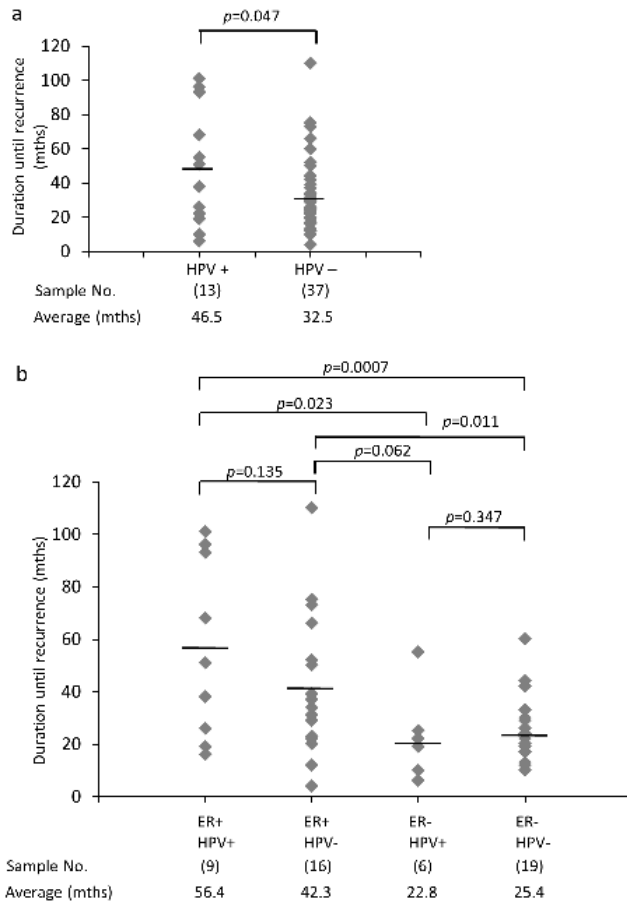 a
p=0.047
Duration until recurrence
(mths)
120
100
80
60
40
20
0
HPV + HPV –
Sample No. (13) (37)
Average (mths) 46.5 32.5
b
p=0.0007
p=0.023
p=0.011
p=0.062
p=0.135
p=0.347
Duration until recurrence (mths)
120
100
80
60
40
20
0
ER+ ER+ ER- ER-
HPV+ HPV- HPV+ HPV-
Sample No. (9) (16) (6) (19)
Average (mths) 56.4 42.3 22.8 25.4